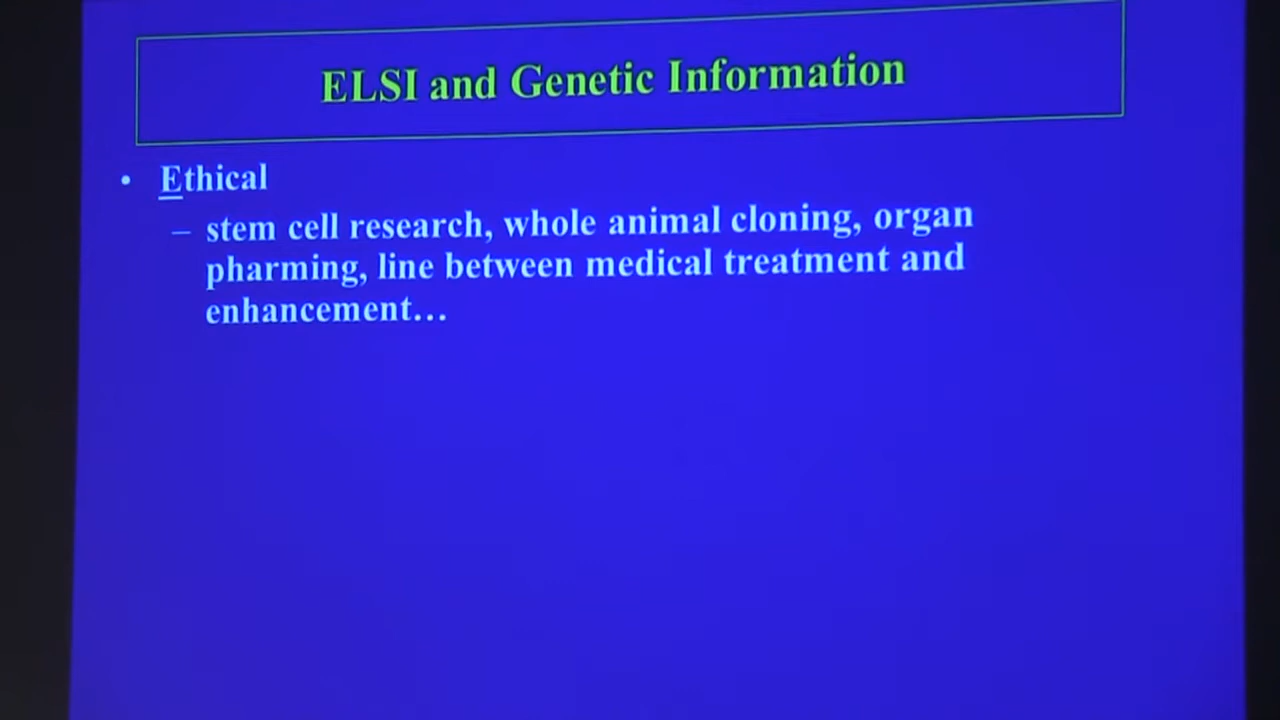 ELSI and Genetic Information
• Ethical
– stem cell research, whole animal cloning, organ
pharming, line between medical treatment and
enhancement…